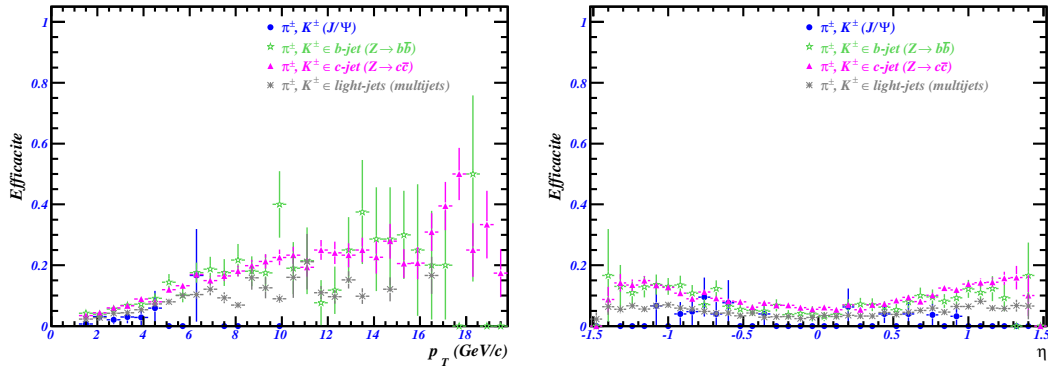 Efficacite
1
0.8
0.6
0.4
0.2
0
π±, K± (J/Ψ)
π±, K± ∈ b-jet (Z→ bb̄)
π±, K± ∈ c-jet (Z→ cc̄)
π±, K± ∈ light-jets (multijets)
0 2 4 6 8 10 12 14 16 18
p_T (GeV/c)
Efficacite
1
0.8
0.6
0.4
0.2
0
π±, K± (J/Ψ)
π±, K± ∈ b-jet (Z→ bb̄)
π±, K± ∈ c-jet (Z→ cc̄)
π±, K± ∈ light-jets (multijets)
-1.5 -1 -0.5 0 0.5 1 1.5
η